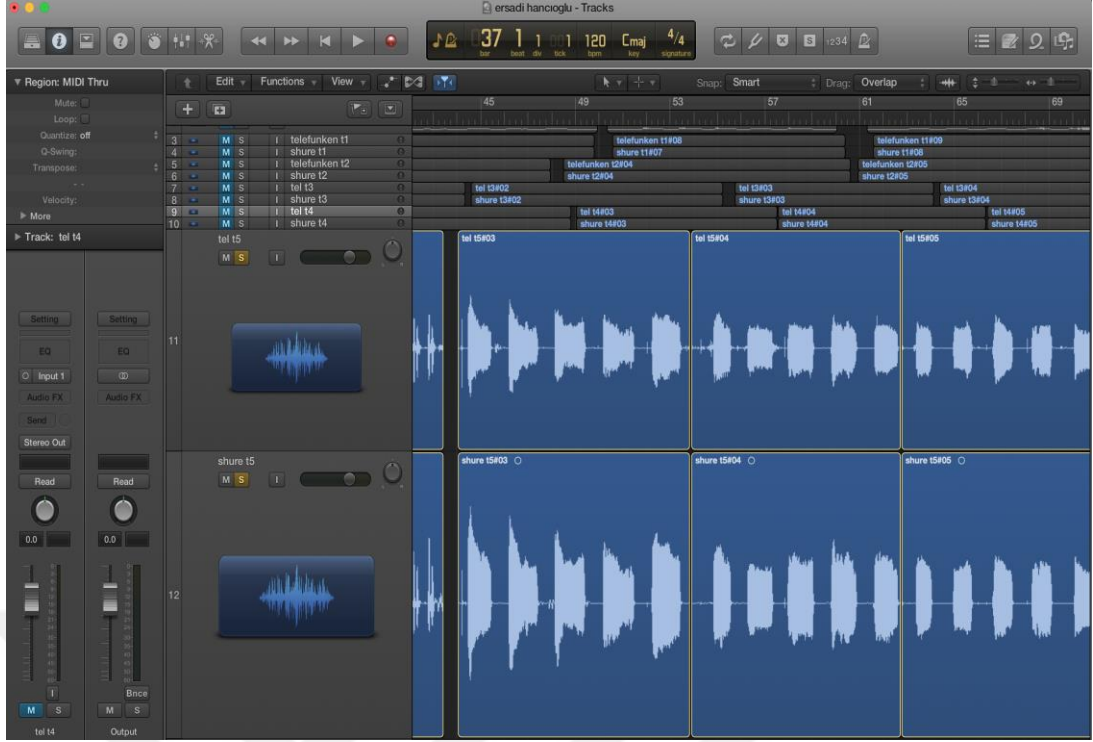 ersadi hancıoglu - Tracks
37 1 1 1 120 Cmaj 4/4
bar beat div tick bpm key signature
1234
Region: MIDI Thru
Edit Functions View
Snap: Smart Drag: Overlap
Mute:
Loop:
Quantize: off
Q-Swing:
Transpose:
Velocity:
More
Track: tel t4
45 49 53 57 61 65 69
3 M S I telefunken t1 telefunken t1#08 telefunken t1#09
4 M S I shure t1 shure t1#07 shure t1#08
5 M S I telefunken t2 telefunken t2#04 telefunken t2#05
6 M S I shure t2 shure t2#04 shure t2#05
7 M S I tel t3 tel t3#02 tel t3#03 tel t3#04
8 M S I shure t3 shure t3#02 shure t3#03 shure t3#04
9 M S I tel t4 tel t4#03 tel t4#04 tel t4#05
10 M S I shure t4 shure t4#03 shure t4#04 shure t4#05
tel t5 tel t5#03 tel t5#04 tel t5#05
M S I
11
shure t5 shure t5#03 shure t5#04 shure t5#05
M S I
12
Setting Setting
EQ EQ
Input 1
Audio FX Audio FX
Send
Stereo Out
Read Read
0.0 0.0
I Bnce
M S M S
tel t4 Output